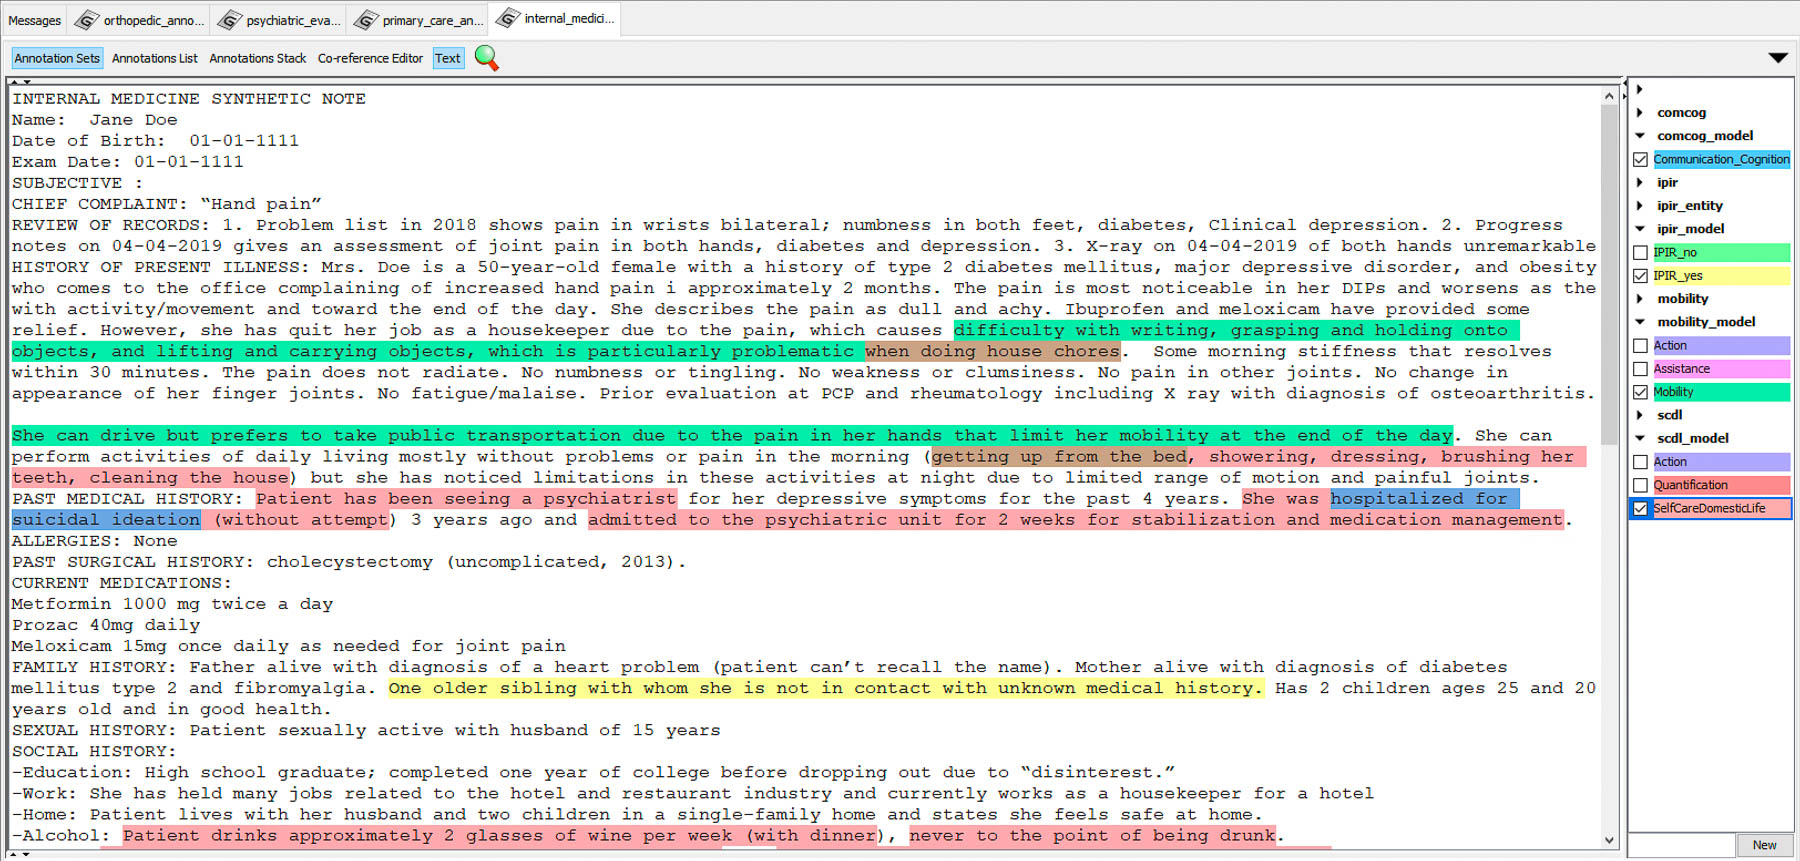 Messages orthopedic_anno... psychiatric_eva... primary_care_an... internal_medici...
Annotation Sets Annotations List Annotations Stack Co-reference Editor Text
INTERNAL MEDICINE SYNTHETIC NOTE
Name: Jane Doe
Date of Birth: 01-01-1111
Exam Date: 01-01-1111
SUBJECTIVE :
CHIEF COMPLAINT: “Hand pain”
REVIEW OF RECORDS: 1. Problem list in 2018 shows pain in wrists bilateral; numbness in both feet, diabetes, Clinical depression. 2. Progress
notes on 04-04-2019 gives an assessment of joint pain in both hands, diabetes and depression. 3. X-ray on 04-04-2019 of both hands unremarkable
HISTORY OF PRESENT ILLNESS: Mrs. Doe is a 50-year-old female with a history of type 2 diabetes mellitus, major depressive disorder, and obesity
who comes to the office complaining of increased hand pain i approximately 2 months. The pain is most noticeable in her DIPs and worsens as the
with activity/movement and toward the end of the day. She describes the pain as dull and achy. Ibuprofen and meloxicam have provided some
relief. However, she has quit her job as a housekeeper due to the pain, which causes difficulty with writing, grasping and holding onto
objects, and lifting and carrying objects, which is particularly problematic when doing house chores. Some morning stiffness that resolves
within 30 minutes. The pain does not radiate. No numbness or tingling. No weakness or clumsiness. No pain in other joints. No change in
appearance of her finger joints. No fatigue/malaise. Prior evaluation at PCP and rheumatology including X ray with diagnosis of osteoarthritis.
She can drive but prefers to take public transportation due to the pain in her hands that limit her mobility at the end of the day. She can
perform activities of daily living mostly without problems or pain in the morning (getting up from the bed, showering, dressing, brushing her
teeth, cleaning the house) but she has noticed limitations in these activities at night due to limited range of motion and painful joints.
PAST MEDICAL HISTORY: Patient has been seeing a psychiatrist for her depressive symptoms for the past 4 years. She was hospitalized for
suicidal ideation (without attempt) 3 years ago and admitted to the psychiatric unit for 2 weeks for stabilization and medication management.
ALLERGIES: None
PAST SURGICAL HISTORY: cholecystectomy (uncomplicated, 2013).
CURRENT MEDICATIONS:
Metformin 1000 mg twice a day
Prozac 40mg daily
Meloxicam 15mg once daily as needed for joint pain
FAMILY HISTORY: Father alive with diagnosis of a heart problem (patient can’t recall the name). Mother alive with diagnosis of diabetes
mellitus type 2 and fibromyalgia. One older sibling with whom she is not in contact with unknown medical history. Has 2 children ages 25 and 20
years old and in good health.
SEXUAL HISTORY: Patient sexually active with husband of 15 years
SOCIAL HISTORY:
-Education: High school graduate; completed one year of college before dropping out due to “disinterest.”
-Work: She has held many jobs related to the hotel and restaurant industry and currently works as a housekeeper for a hotel
-Home: Patient lives with her husband and two children in a single-family home and states she feels safe at home.
-Alcohol: Patient drinks approximately 2 glasses of wine per week (with dinner), never to the point of being drunk.
comcog
comcog_model
Communication_Cognition
ipir
ipir_entity
ipir_model
IPIR_no
IPIR_yes
mobility
mobility_model
Action
Assistance
Mobility
scdl
scdl_model
Action
Quantification
SelfCareDomesticLife
New